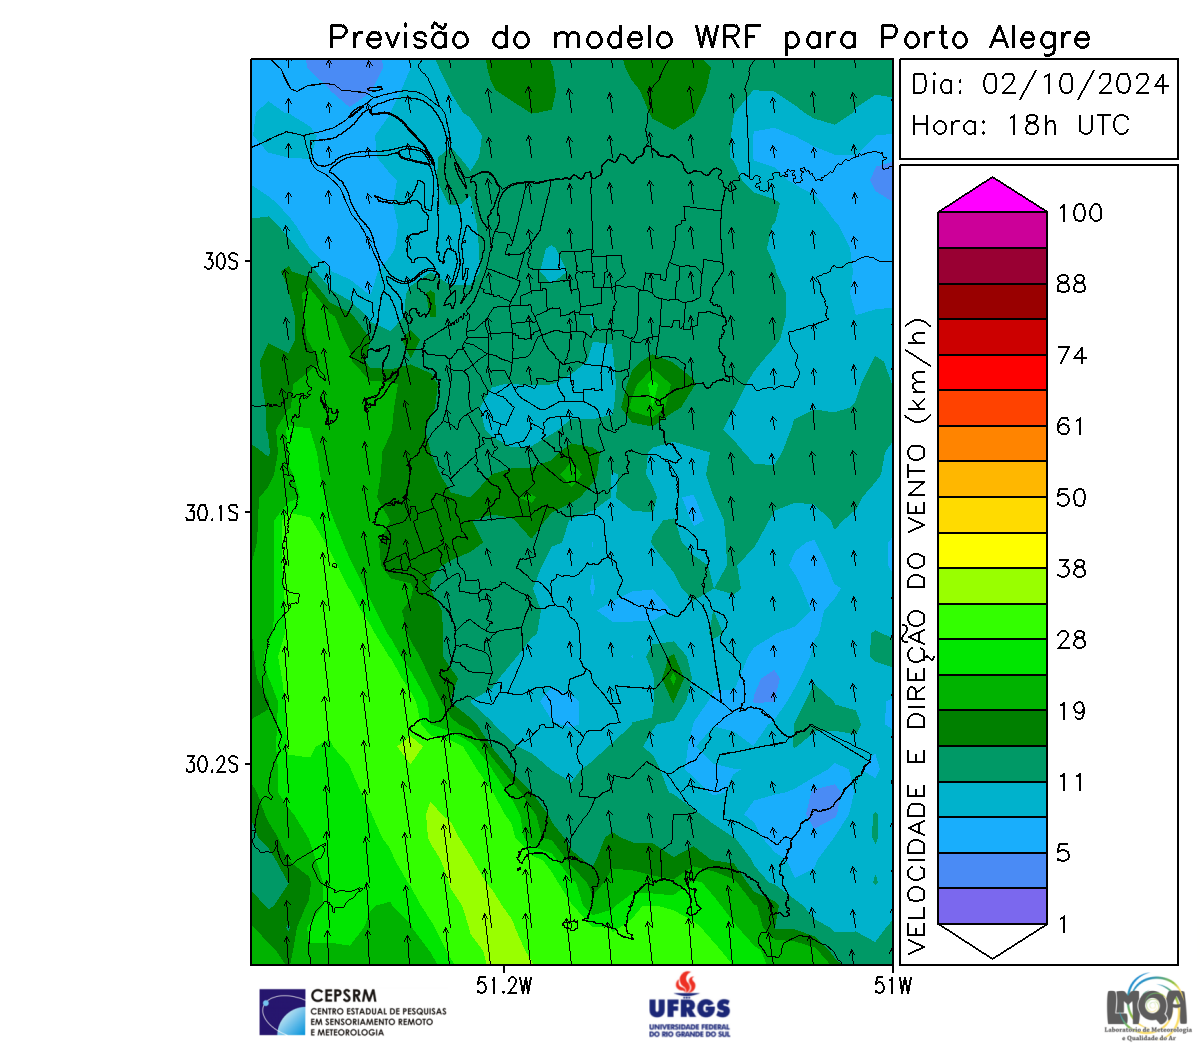 Previsão do modelo WRF para Porto Alegre
Dia: 02/10/2024
Hora: 18h UTC
30S
30.1S
30.2S
51.2W
51W
VELOCIDADE E DIREÇÃO DO VENTO (km/h)
100
88
74
61
50
38
28
19
11
5
1
CEPSRM
CENTRO ESTADUAL DE PESQUISAS
EM SENSORIAMENTO REMOTO
E METEOROLOGIA
UFRGS
UNIVERSIDADE FEDERAL
DO RIO GRANDE DO SUL
LMQA
Laboratório de Meteorologia
e Qualidade do Ar